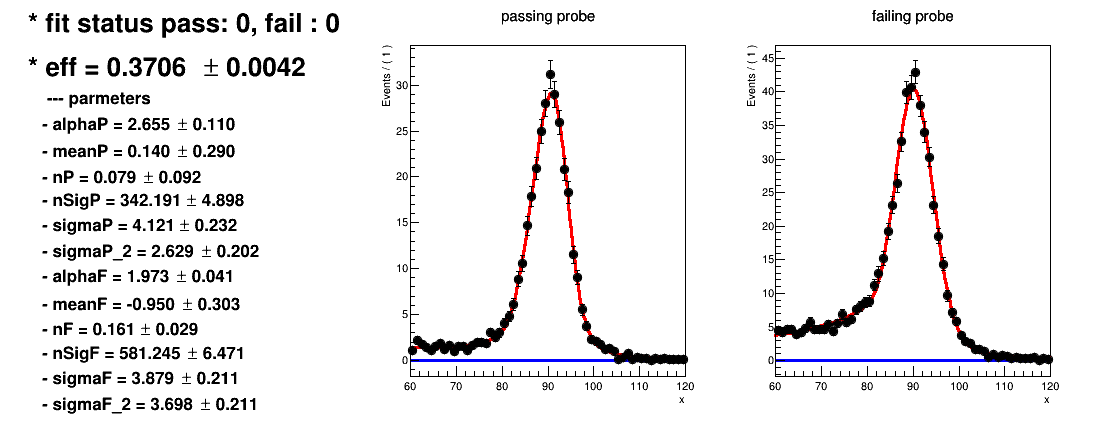 * fit status pass: 0, fail : 0
* eff = 0.3706 ± 0.0042
--- parmeters
- alphaP = 2.655 ± 0.110
- meanP = 0.140 ± 0.290
- nP = 0.079 ± 0.092
- nSigP = 342.191 ± 4.898
- sigmaP = 4.121 ± 0.232
- sigmaP_2 = 2.629 ± 0.202
- alphaF = 1.973 ± 0.041
- meanF = -0.950 ± 0.303
- nF = 0.161 ± 0.029
- nSigF = 581.245 ± 6.471
- sigmaF = 3.879 ± 0.211
- sigmaF_2 = 3.698 ± 0.211
passing probe
Events / ( 1 )
30
25
20
15
10
5
0
60 70 80 90 100 110 120
x
failing probe
Events / ( 1 )
45
40
35
30
25
20
15
10
5
0
60 70 80 90 100 110 120
x